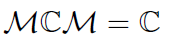 ℳℂℳ = ℂ